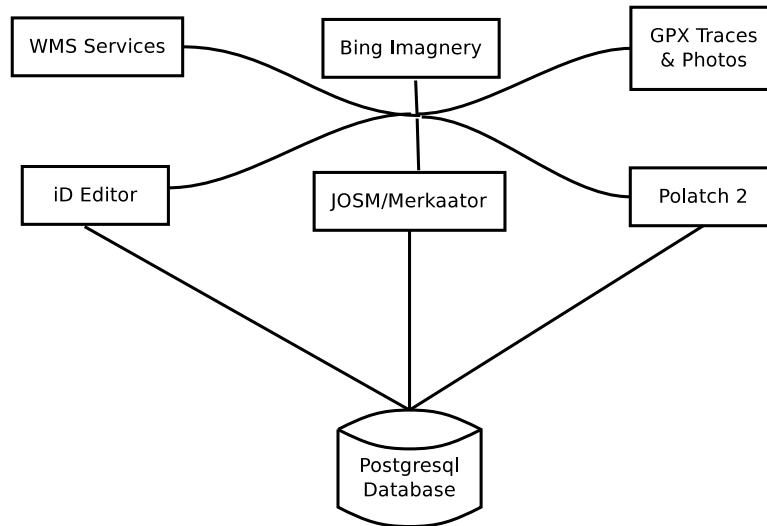 WMS Services
Bing Imagnery
GPX Traces
& Photos
iD Editor
JOSM/Merkaator
Polatch 2
Postgresql
Database